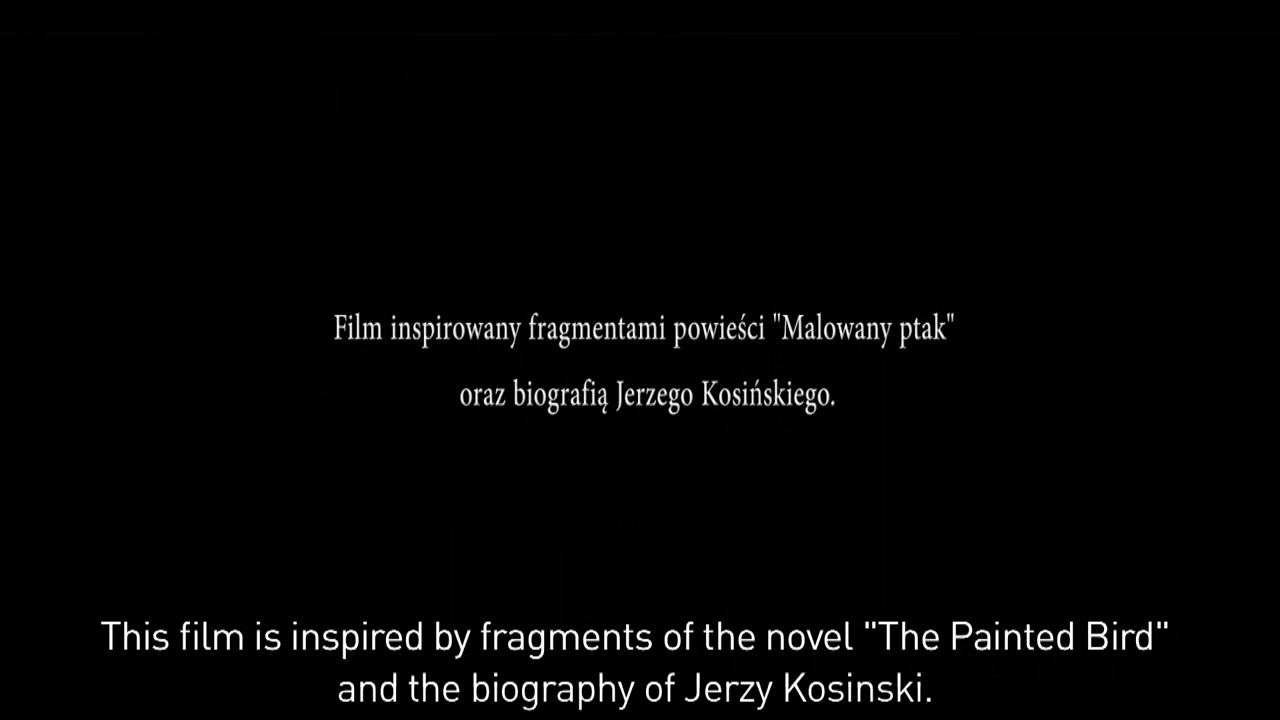 Film inspirowany fragmentami powieści "Malowany ptak"
oraz biografią Jerzego Kosińskiego.
This film is inspired by fragments of the novel "The Painted Bird"
and the biography of Jerzy Kosinski.